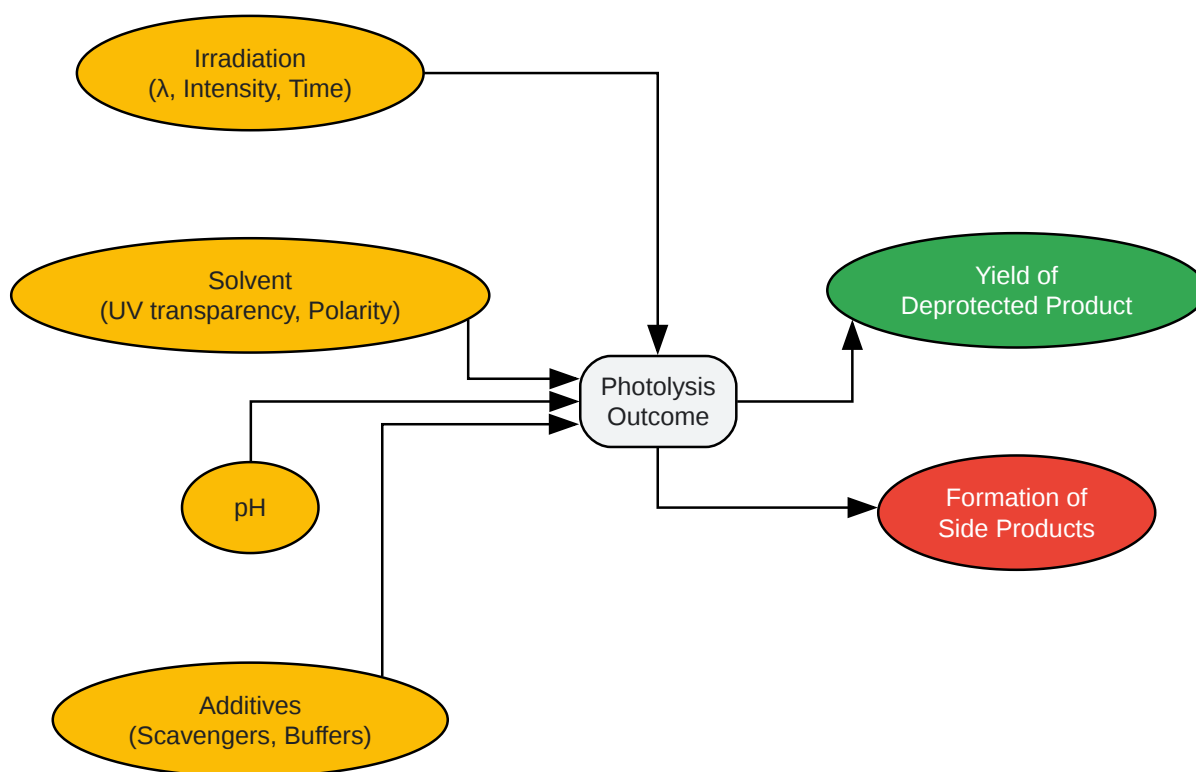 Irradiation
(λ, Intensity, Time)
Solvent
(UV transparency, Polarity)
Yield of
Deprotected Product
Photolysis
Outcome
pH
Formation of
Side Products
Additives
(Scavengers, Buffers)